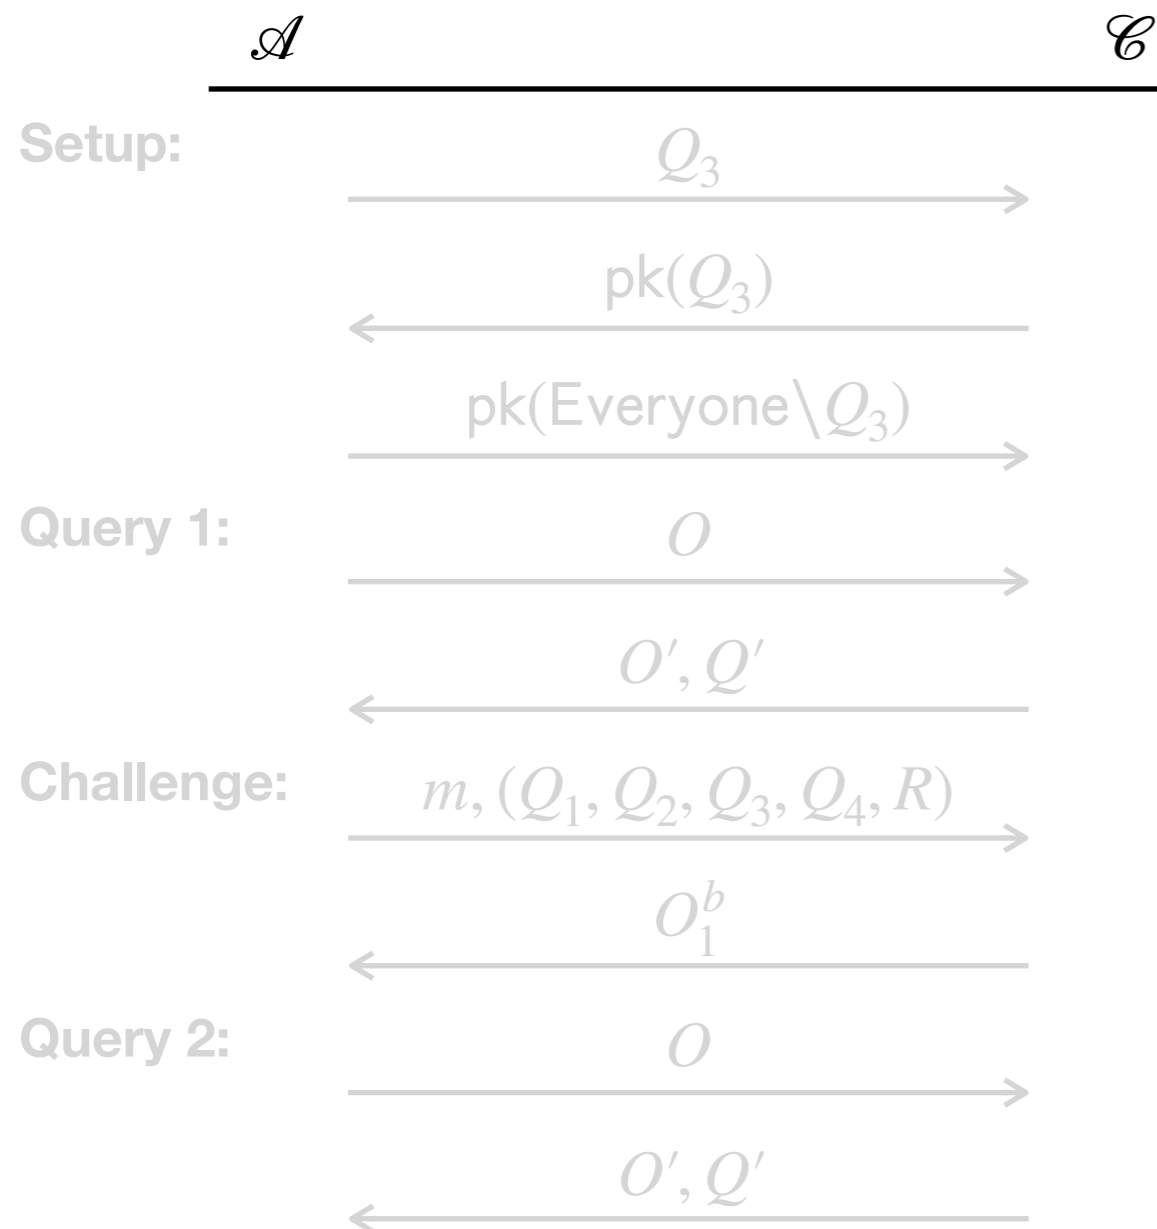 𝒜 𝒞
Setup: Q₃
pk(Q₃)
pk(Everyone\Q₃)
Query 1: O
O′, Q′
Challenge: m, (Q₁, Q₂, Q₃, Q₄, R)
O₁ᵇ
Query 2: O
O′, Q′